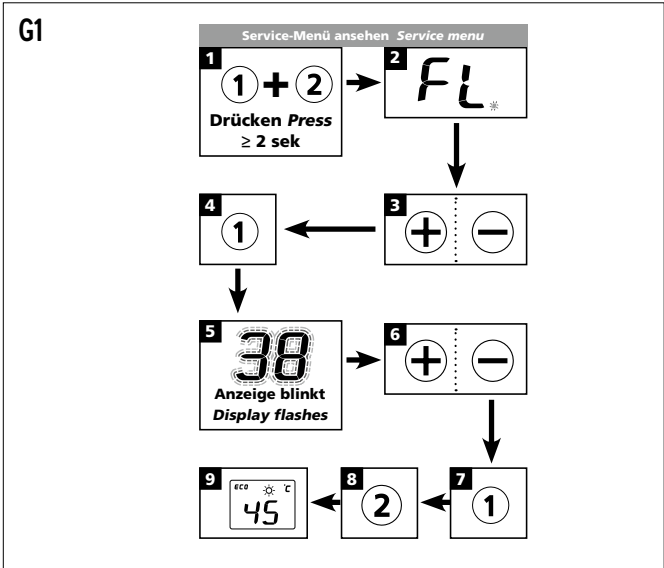 G1
Service-Menü ansehen Service menu
1
1 + 2
Drücken Press
≥ 2 sek
2
FL
3
+ −
4
1
5
38
Anzeige blinkt
Display flashes
6
+ −
7
1
8
2
9
ECO °C
45